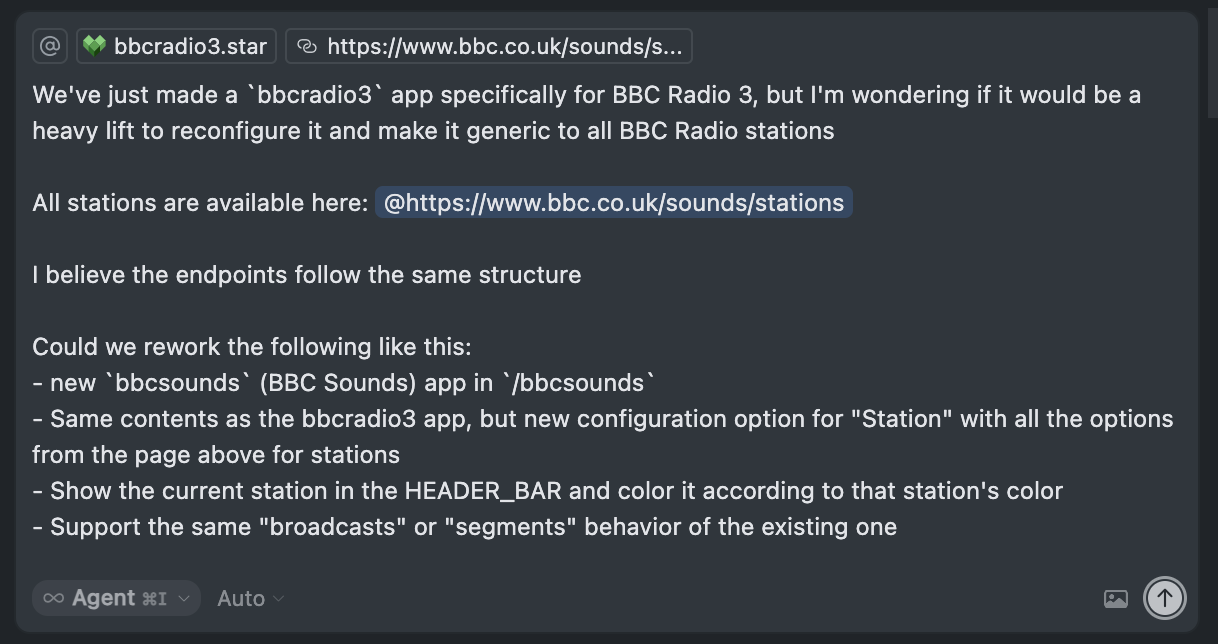 @ bbcradio3.star https://www.bbc.co.uk/sounds/s...
We've just made a `bbcradio3` app specifically for BBC Radio 3, but I'm wondering if it would be a
heavy lift to reconfigure it and make it generic to all BBC Radio stations
All stations are available here: @https://www.bbc.co.uk/sounds/stations
I believe the endpoints follow the same structure
Could we rework the following like this:
- new `bbcsounds` (BBC Sounds) app in `/bbcsounds`
- Same contents as the bbcradio3 app, but new configuration option for "Station" with all the options
from the page above for stations
- Show the current station in the HEADER_BAR and color it according to that station's color
- Support the same "broadcasts" or "segments" behavior of the existing one
∞ Agent ⌘I Auto